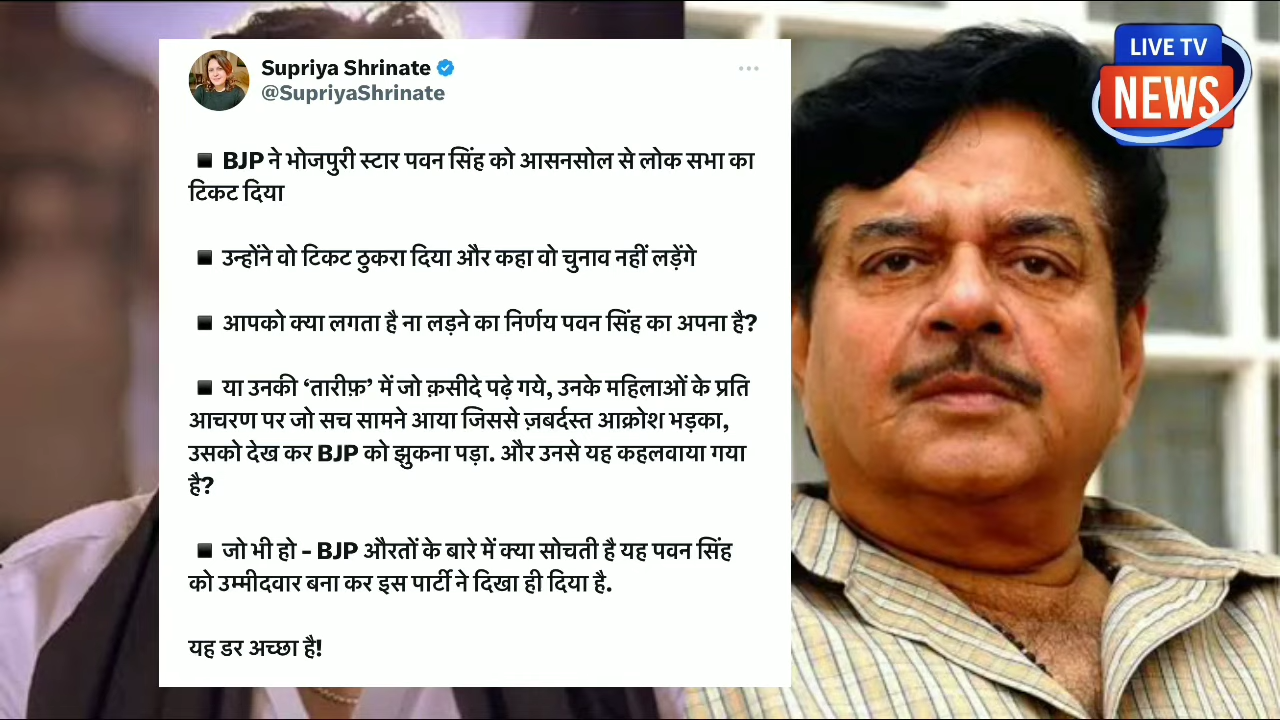 Supriya Shrinate
@SupriyaShrinate
LIVE TV
NEWS
▪ BJP ने भोजपुरी स्टार पवन सिंह को आसनसोल से लोक सभा का
टिकट दिया
▪ उन्होंने वो टिकट ठुकरा दिया और कहा वो चुनाव नहीं लड़ेंगे
▪ आपको क्या लगता है ना लड़ने का निर्णय पवन सिंह का अपना है?
▪ या उनकी ‘तारीफ़’ में जो क़सीदे पढ़े गये, उनके महिलाओं के प्रति
आचरण पर जो सच सामने आया जिससे ज़बर्दस्त आक्रोश भड़का,
उसको देख कर BJP को झुकना पड़ा. और उनसे यह कहलवाया गया
है?
▪ जो भी हो - BJP औरतों के बारे में क्या सोचती है यह पवन सिंह
को उम्मीदवार बना कर इस पार्टी ने दिखा ही दिया है.
यह डर अच्छा है!